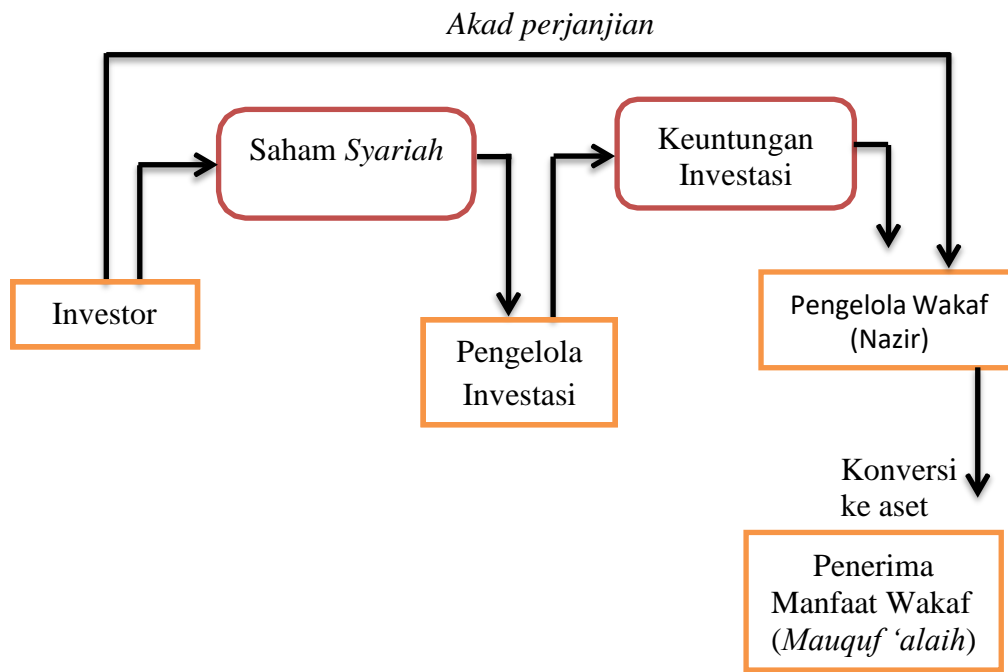 Akad perjanjian
Saham Syariah
Keuntungan
Investasi
Investor
Pengelola
Investasi
Pengelola Wakaf
(Nazir)
Konversi
ke aset
Penerima
Manfaat Wakaf
(Mauquf ‘alaih)